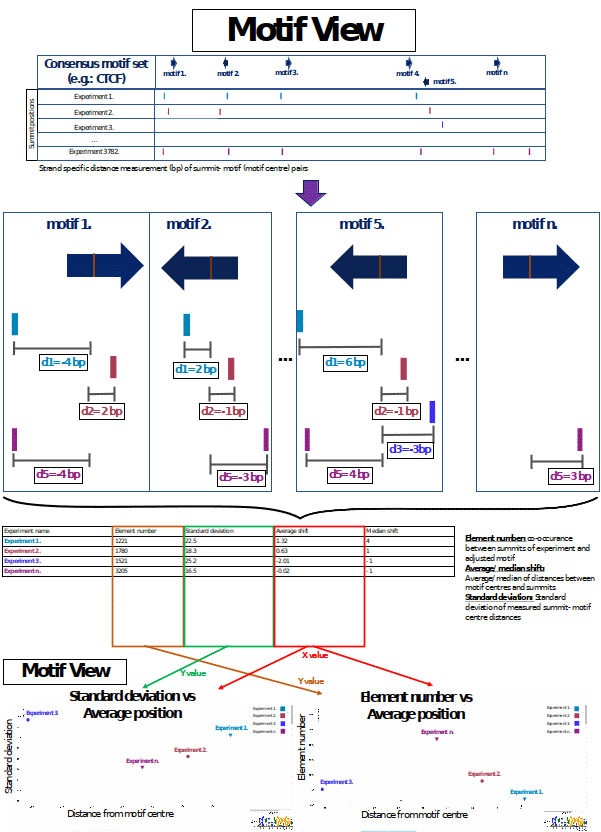 Motif View
Consensus motif set
(e.g.: CTCF)
motif 1.
motif 2.
motif 3.
motif 4.
motif 5.
motif n
Summit positions
Experiment 1.
Experiment 2.
Experiment 3.
...
Experiment 3782.
Strand specific distance measurement (bp) of summit- motif (motif centre) pairs
motif 1.
motif 2.
motif 5.
motif n.
d1=-4 bp
d1=2 bp
...
d1=6 bp
...
d2=2 bp
d2=-1 bp
d2=-1 bp
d3=-3bp
d5=-4 bp
d5=-3 bp
d5=4 bp
d5=3 bp
Experiment name
Element number
Standard deviation
Average shift
Median shift
Experiment 1.
1221
22.5
1.32
4
Experiment 2.
1780
18.3
0.63
1
Experiment 3.
1521
25.2
-2.01
-1
Experiment n.
3205
16.5
-0.02
-1
Element number: co-occurance
between summits of experiment and
adjusted motif
Average/ median shift:
Average/ median of distances between
motif centres and summits
Standard deviation: Standard
deviation of measured summit- motif
centre distances
X value
Y value
Y value
Motif View
Standard deviation vs
Average position
Experiment 3.
Experiment 1.
Experiment 2.
Experiment 3.
Experiment n.
Experiment 1.
Experiment 2.
Experiment n.
Standard deviation
Distance from motif centre
Element number vs
Average position
Experiment 1.
Experiment 2.
Experiment 3.
Experiment n.
Experiment n.
Experiment 3.
Experiment 2.
Experiment 1.
Element number
Distance from motif centre